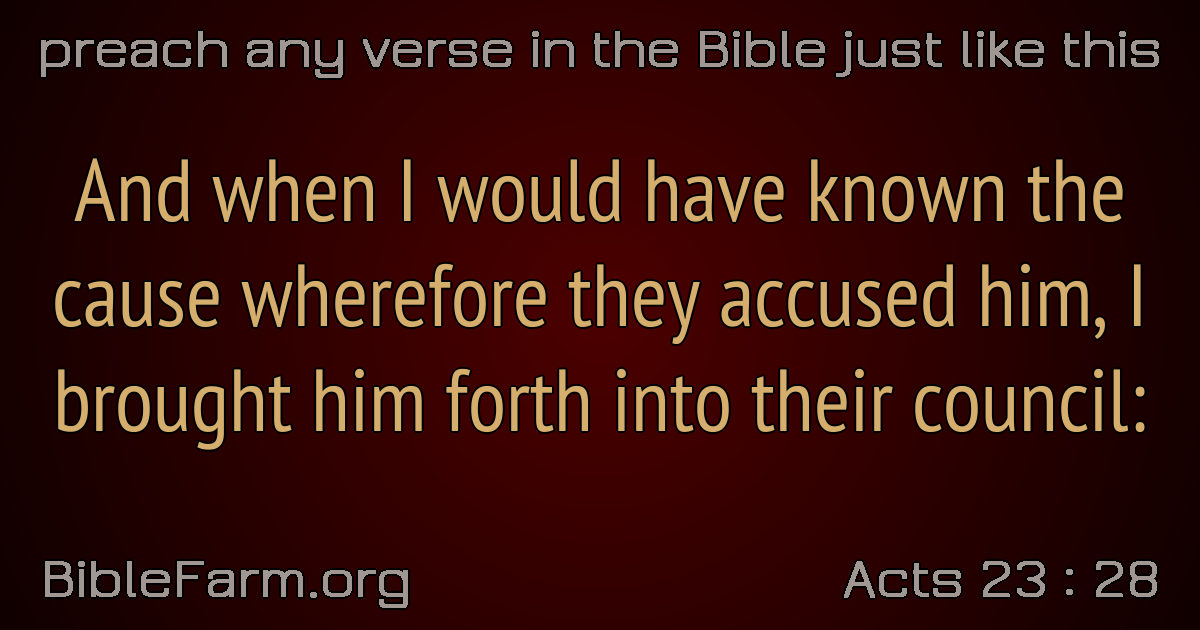 preach any verse in the Bible just like this
And when I would have known the
cause wherefore they accused him, I
brought him forth into their council:
BibleFarm.org
Acts 23 : 28